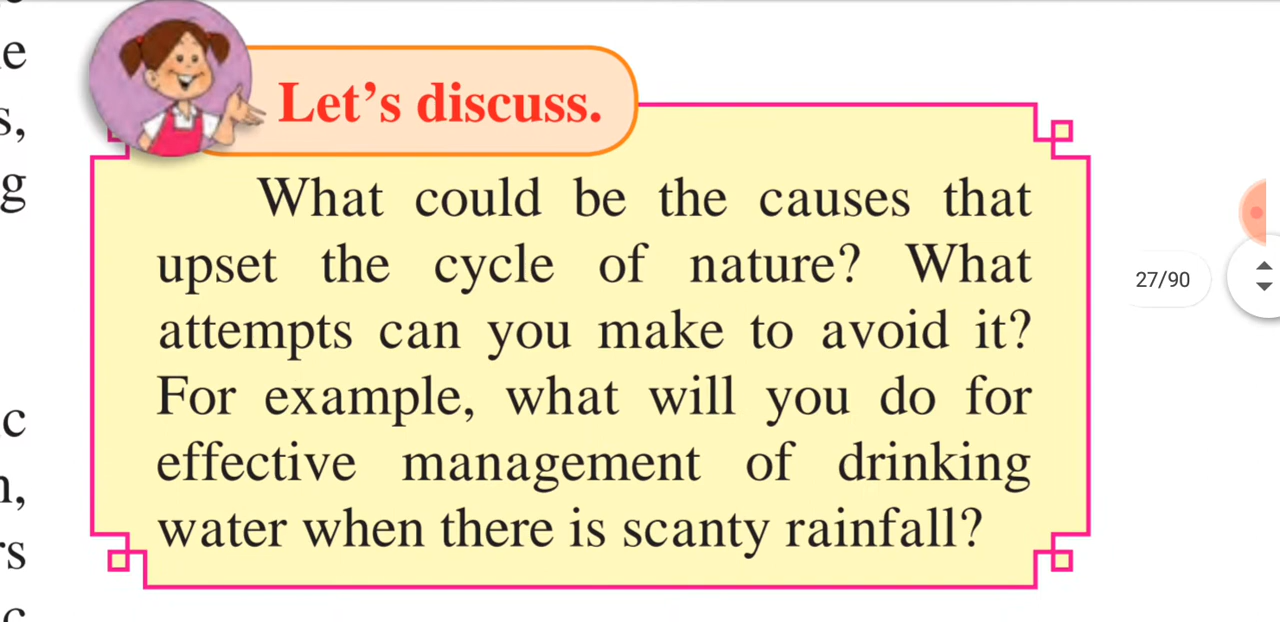 e
s,
g
Let's discuss.
What could be the causes that
upset the cycle of nature? What
attempts can you make to avoid it?
For example, what will you do for
effective management of drinking
water when there is scanty rainfall?
27/90
c
n,
rs